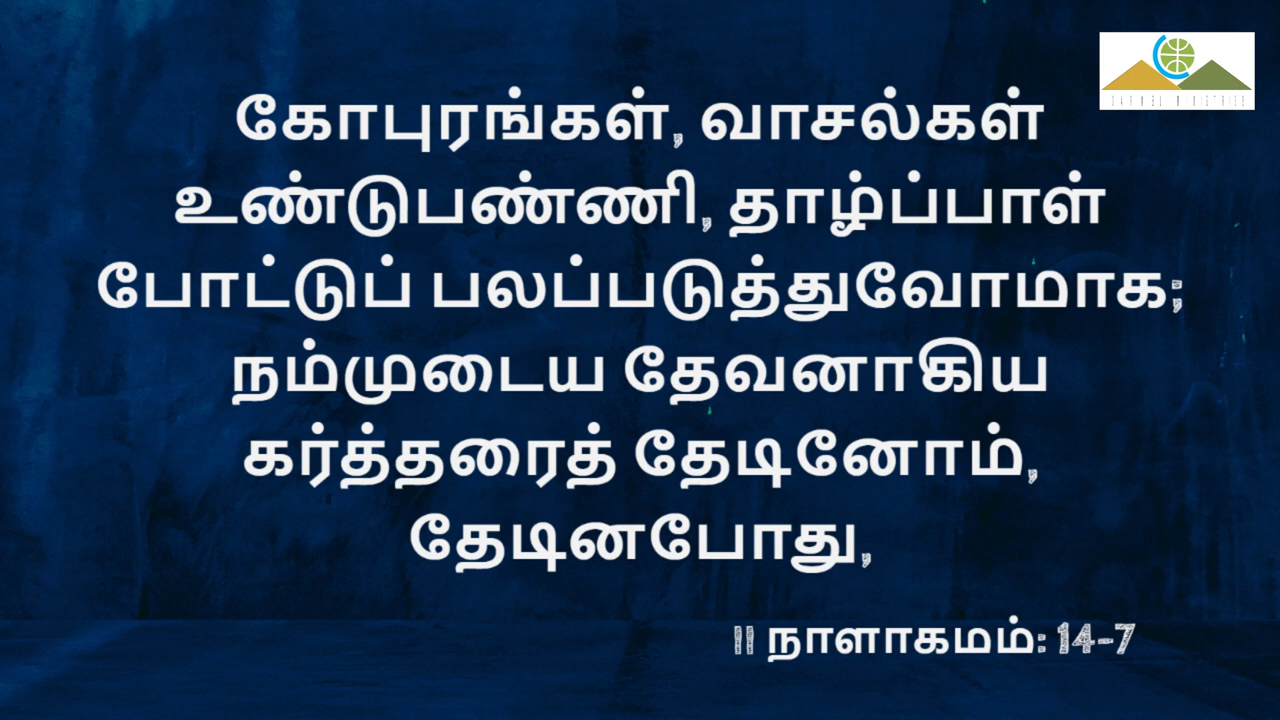 கோபுரங்கள், வாசல்கள்
உண்டுபண்ணி, தாழ்ப்பாள்
போட்டுப் பலப்படுத்துவோமாக;
நம்முடைய தேவனாகிய
கர்த்தரைத் தேடினோம்,
தேடினபோது,
II நாளாகமம்: 14-7